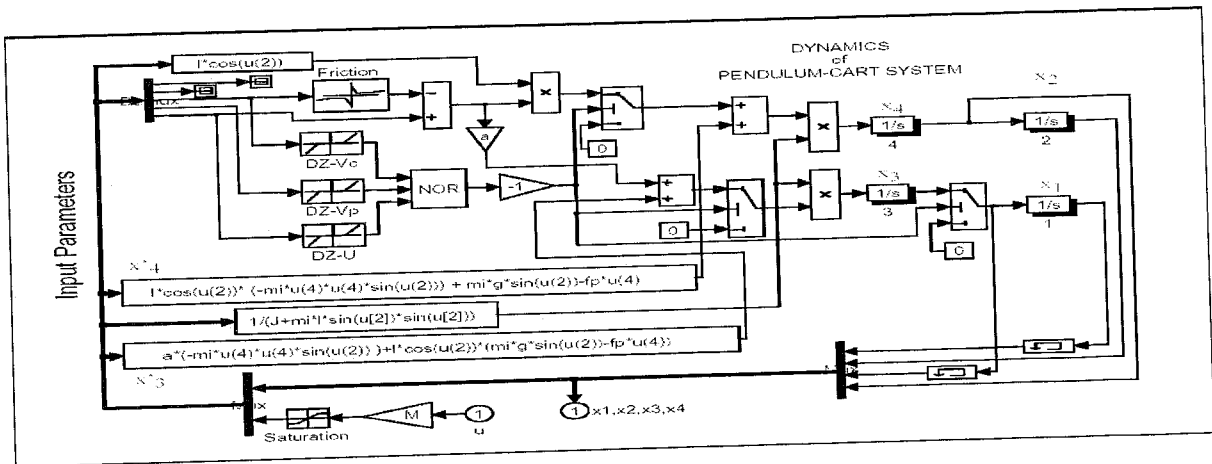 DYNAMICS
of
PENDULUM-CART SYSTEM
l*cos(u(2))
Friction
-
+
x
a
0
+
+
x
x4
1/s
4
x2
1/s
2
DZ-Vc
DZ-Vp
DZ-U
NOR
-1
+
+
0
x
x3
1/s
3
0
x1
1/s
1
Input Parameters
x'4
l*cos(u(2))* (-mi*u(4)*u(4)*sin(u(2))) + mi*g*sin(u(2))-fp*u(4)
1/(J+mi*l*sin(u[2])*sin(u[2]))
a*(-mi*u(4)*u(4)*sin(u(2)) )+l*cos(u(2))*(mi*g*sin(u(2))-fp*u(4))
x'3
Saturation
M
1
u
1
x1,x2,x3,x4